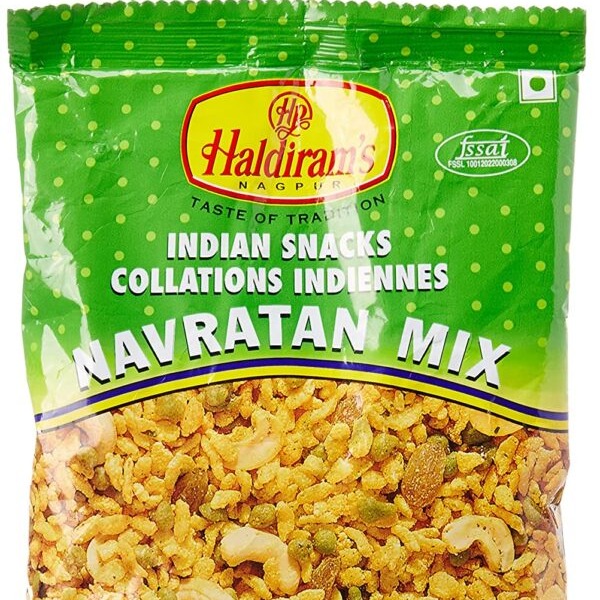 HR
Haldiram's
NAGPUR
TASTE OF TRADITION
fssai
FSSL 10012022000308
INDIAN SNACKS
COLLATIONS INDIENNES
NAVRATAN MIX